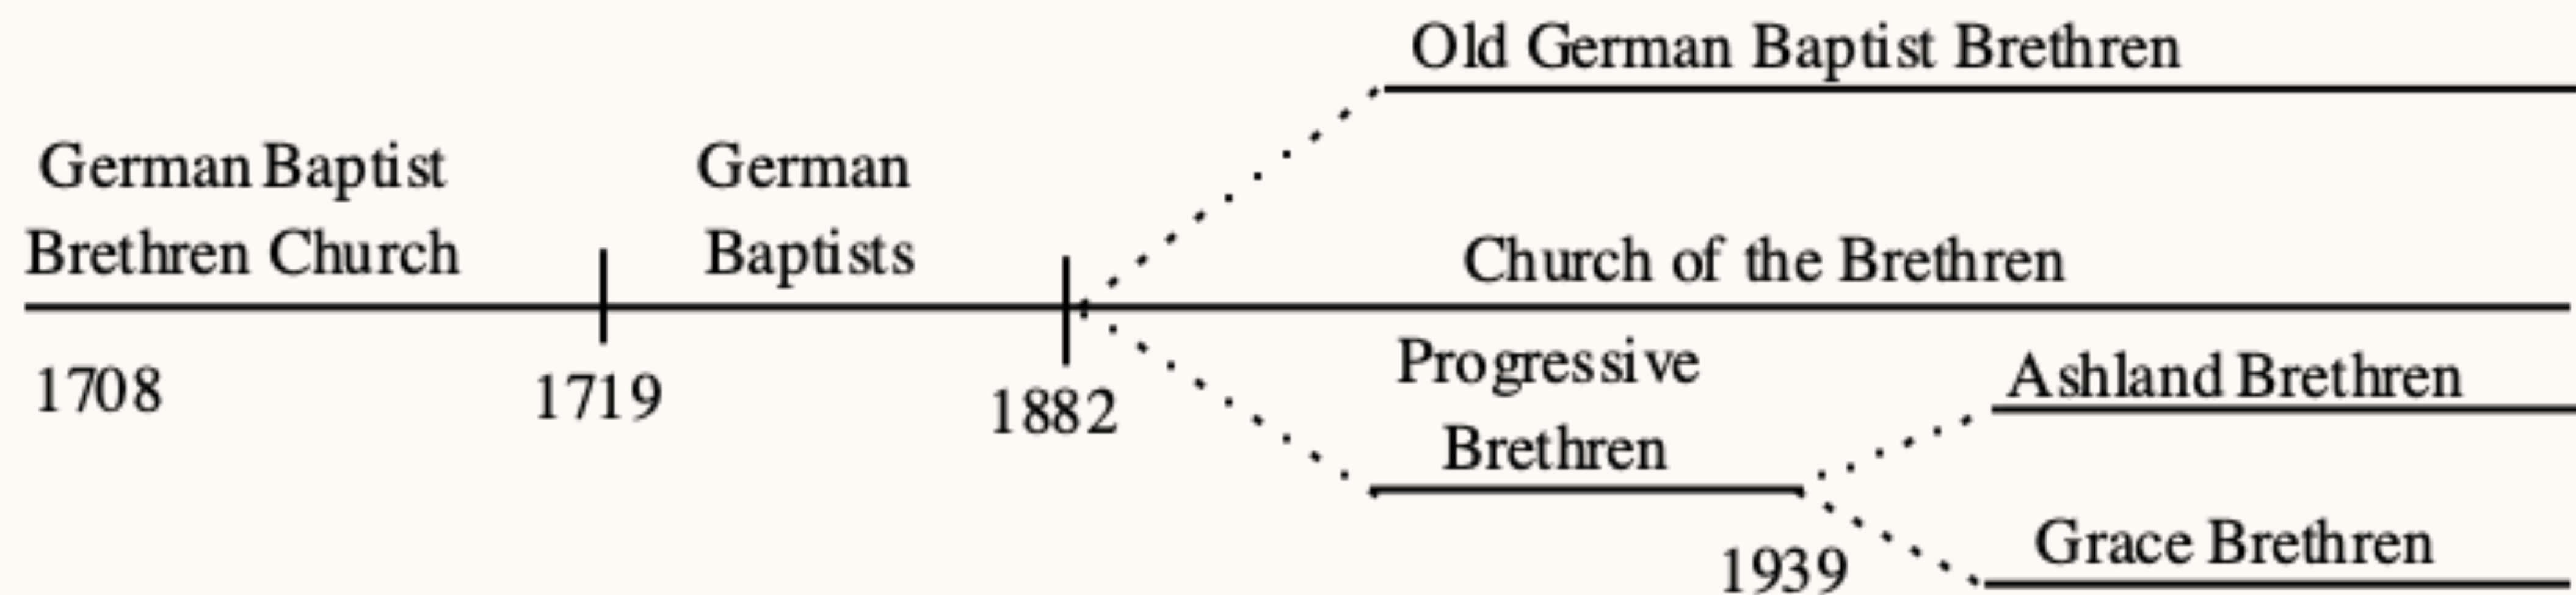 Old German Baptist Brethren
German Baptist
Brethren Church
German
Baptists
Church of the Brethren
1708
1719
1882
Progressive
Brethren
Ashland Brethren
1939
Grace Brethren